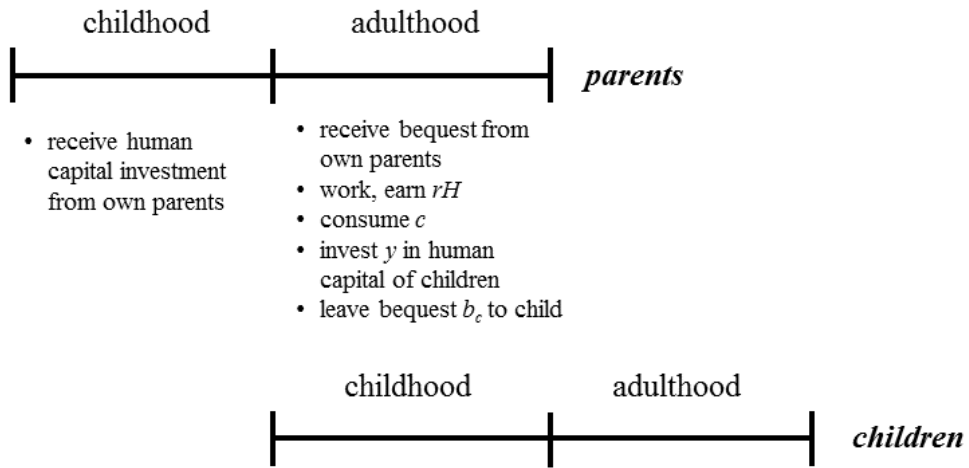 childhood adulthood
parents
• receive human
capital investment
from own parents
• receive bequest from
own parents
• work, earn rH
• consume c
• invest y in human
capital of children
• leave bequest b_c to child
childhood adulthood
children